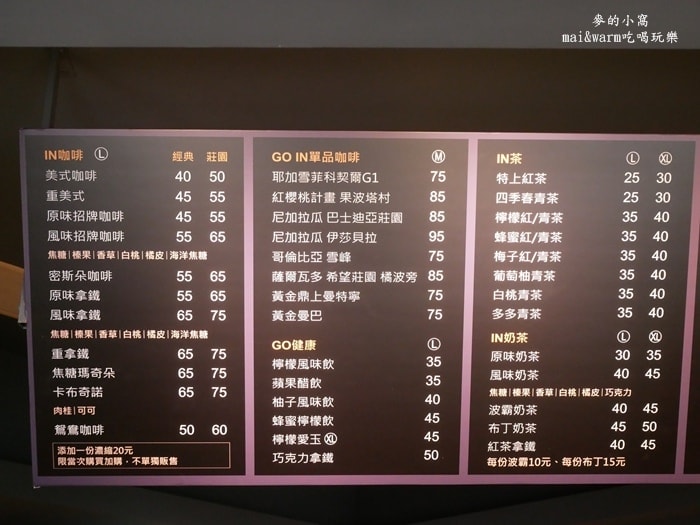 麥的小窩
mai&warm吃喝玩樂
IN咖啡 Ⓛ 經典 莊園
美式咖啡 40 50
重美式 45 55
原味招牌咖啡 45 55
風味招牌咖啡 55 65
焦糖|榛果|香草|白桃|橘皮|海洋焦糖
密斯朵咖啡 55 65
原味拿鐵 55 65
風味拿鐵 65 75
焦糖|榛果|香草|白桃|橘皮|海洋焦糖
重拿鐵 65 75
焦糖瑪奇朵 65 75
卡布奇諾 65 75
肉桂|可可
鴛鴦咖啡 50 60
添加一份濃縮20元
限當次購買加購，不單獨販售
GO IN單品咖啡 Ⓜ
耶加雪菲科契爾G1 75
紅櫻桃計畫 果波塔村 85
尼加拉瓜 巴士迪亞莊園 85
尼加拉瓜 伊莎貝拉 95
哥倫比亞 雪峰 75
薩爾瓦多 希望莊園 橘波旁 85
黃金鼎上曼特寧 75
黃金曼巴 75
GO健康 Ⓛ
檸檬風味飲 35
蘋果醋飲 35
柚子風味飲 40
蜂蜜檸檬飲 45
檸檬愛玉 XL 45
巧克力拿鐵 50
IN茶 Ⓛ XL
特上紅茶 25 30
四季春青茶 25 30
檸檬紅/青茶 35 40
蜂蜜紅/青茶 35 40
梅子紅/青茶 35 40
葡萄柚青茶 35 40
白桃青茶 35 40
多多青茶 35 40
IN奶茶 Ⓛ XL
原味奶茶 30 35
風味奶茶 40 45
焦糖|榛果|香草|白桃|橘皮|巧克力
波霸奶茶 40 45
布丁奶茶 45 50
紅茶拿鐵 40 45
每份波霸10元、每份布丁15元